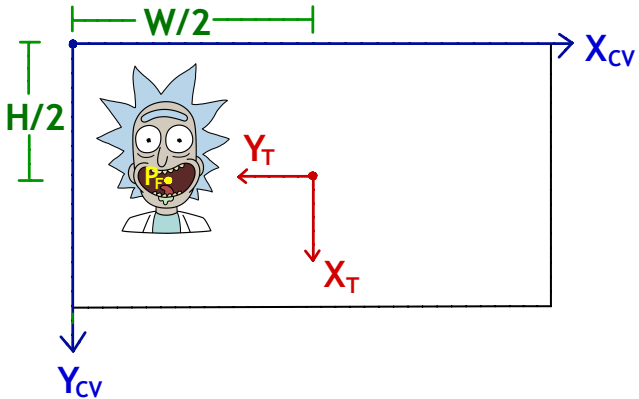 W/2
X_CV
H/2
Y_T
P_F
X_T
Y_CV